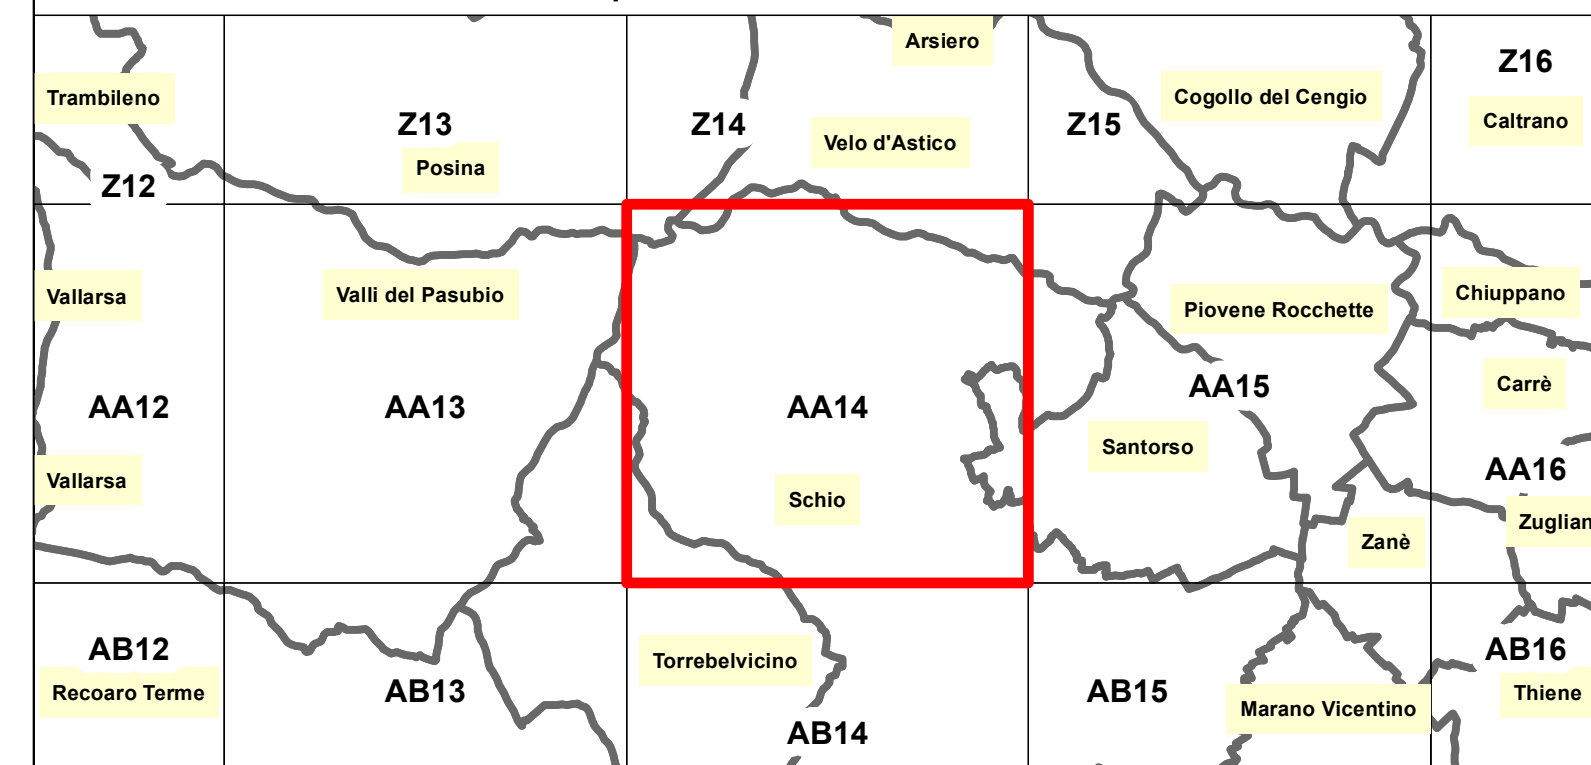 Arsiero
Z16
Trambileno
Cogollo del Cengio
Caltrano
Z13
Z14
Z15
Velo d'Astico
Posina
Z12
Vallarsa
Valli del Pasubio
Piovene Rocchette
Chiuppano
AA12
AA13
AA14
AA15
Carrè
Santorso
AA16
Vallarsa
Schio
Zuglian
Zanè
AB12
Torrebelvicino
AB16
Recoaro Terme
AB13
AB15
Thiene
Marano Vicentino
AB14